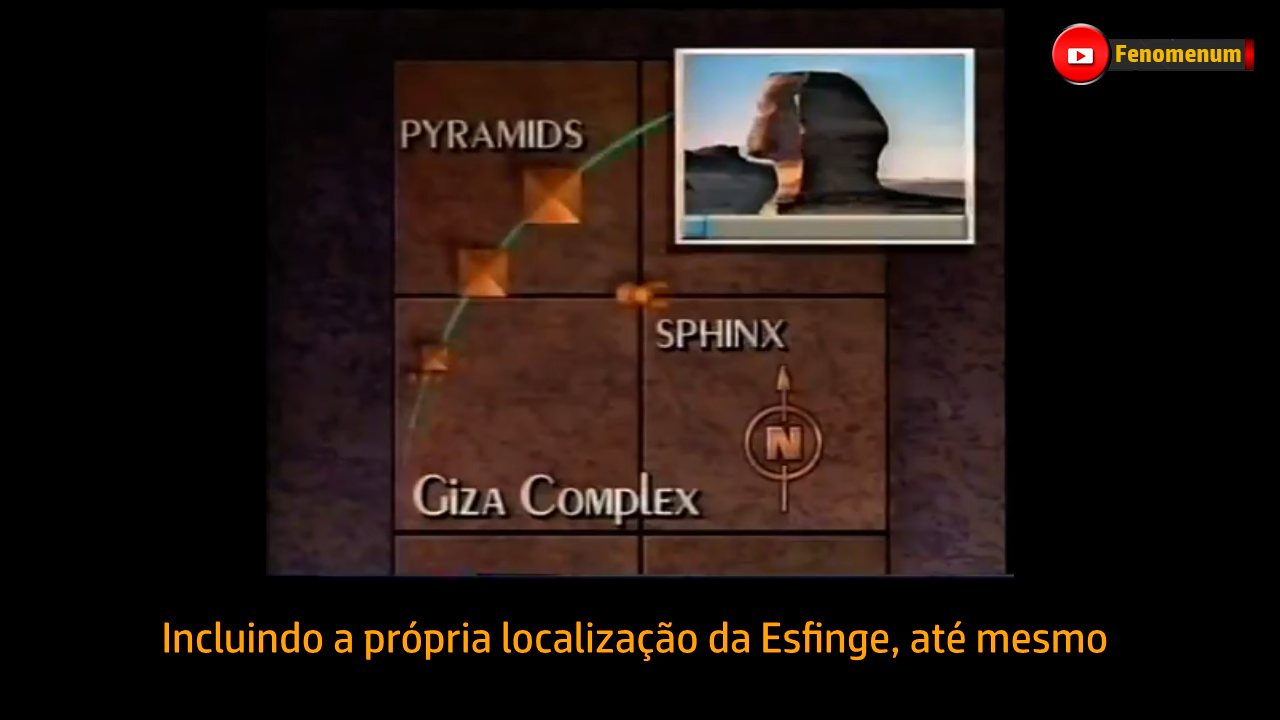 Fenomenum
PYRAMIDS
SPHINX
N
Giza Complex
Incluindo a própria localização da Esfinge, até mesmo